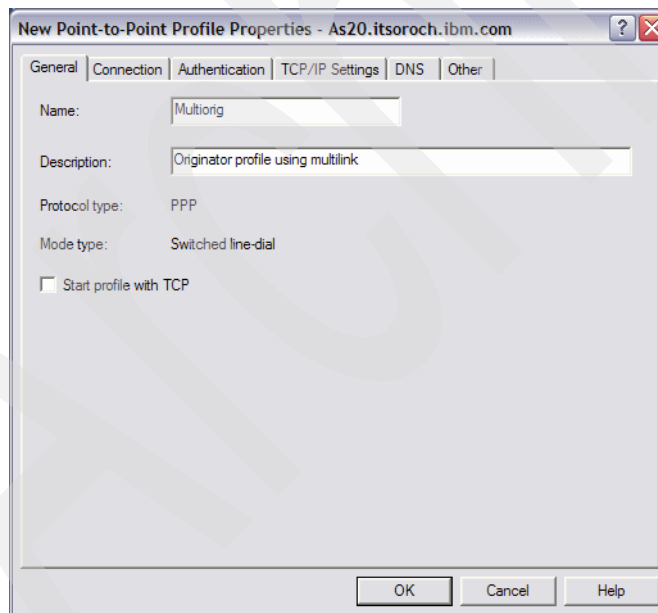 New Point-to-Point Profile Properties - As20.itsoroch.ibm.com
General Connection Authentication TCP/IP Settings DNS Other
Name: Multiorig
Description: Originator profile using multilink
Protocol type: PPP
Mode type: Switched line-dial
Start profile with TCP
OK Cancel Help